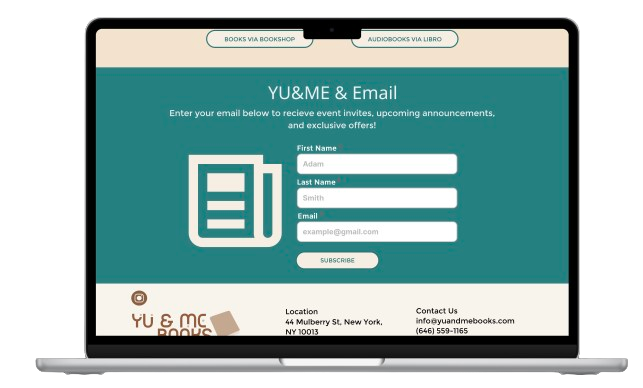 BOOKS VIA BOOKSHOP
AUDIOBOOKS VIA LIBRO
YU&ME & Email
Enter your email below to recieve event invites, upcoming announcements,
and exclusive offers!
First Name
Adam
Last Name
Smith
Email
example@gmail.com
SUBSCRIBE
YU & ME
BOOKS
Location
44 Mulberry St, New York,
NY 10013
Contact Us
info@yuandmebooks.com
(646) 559-1165